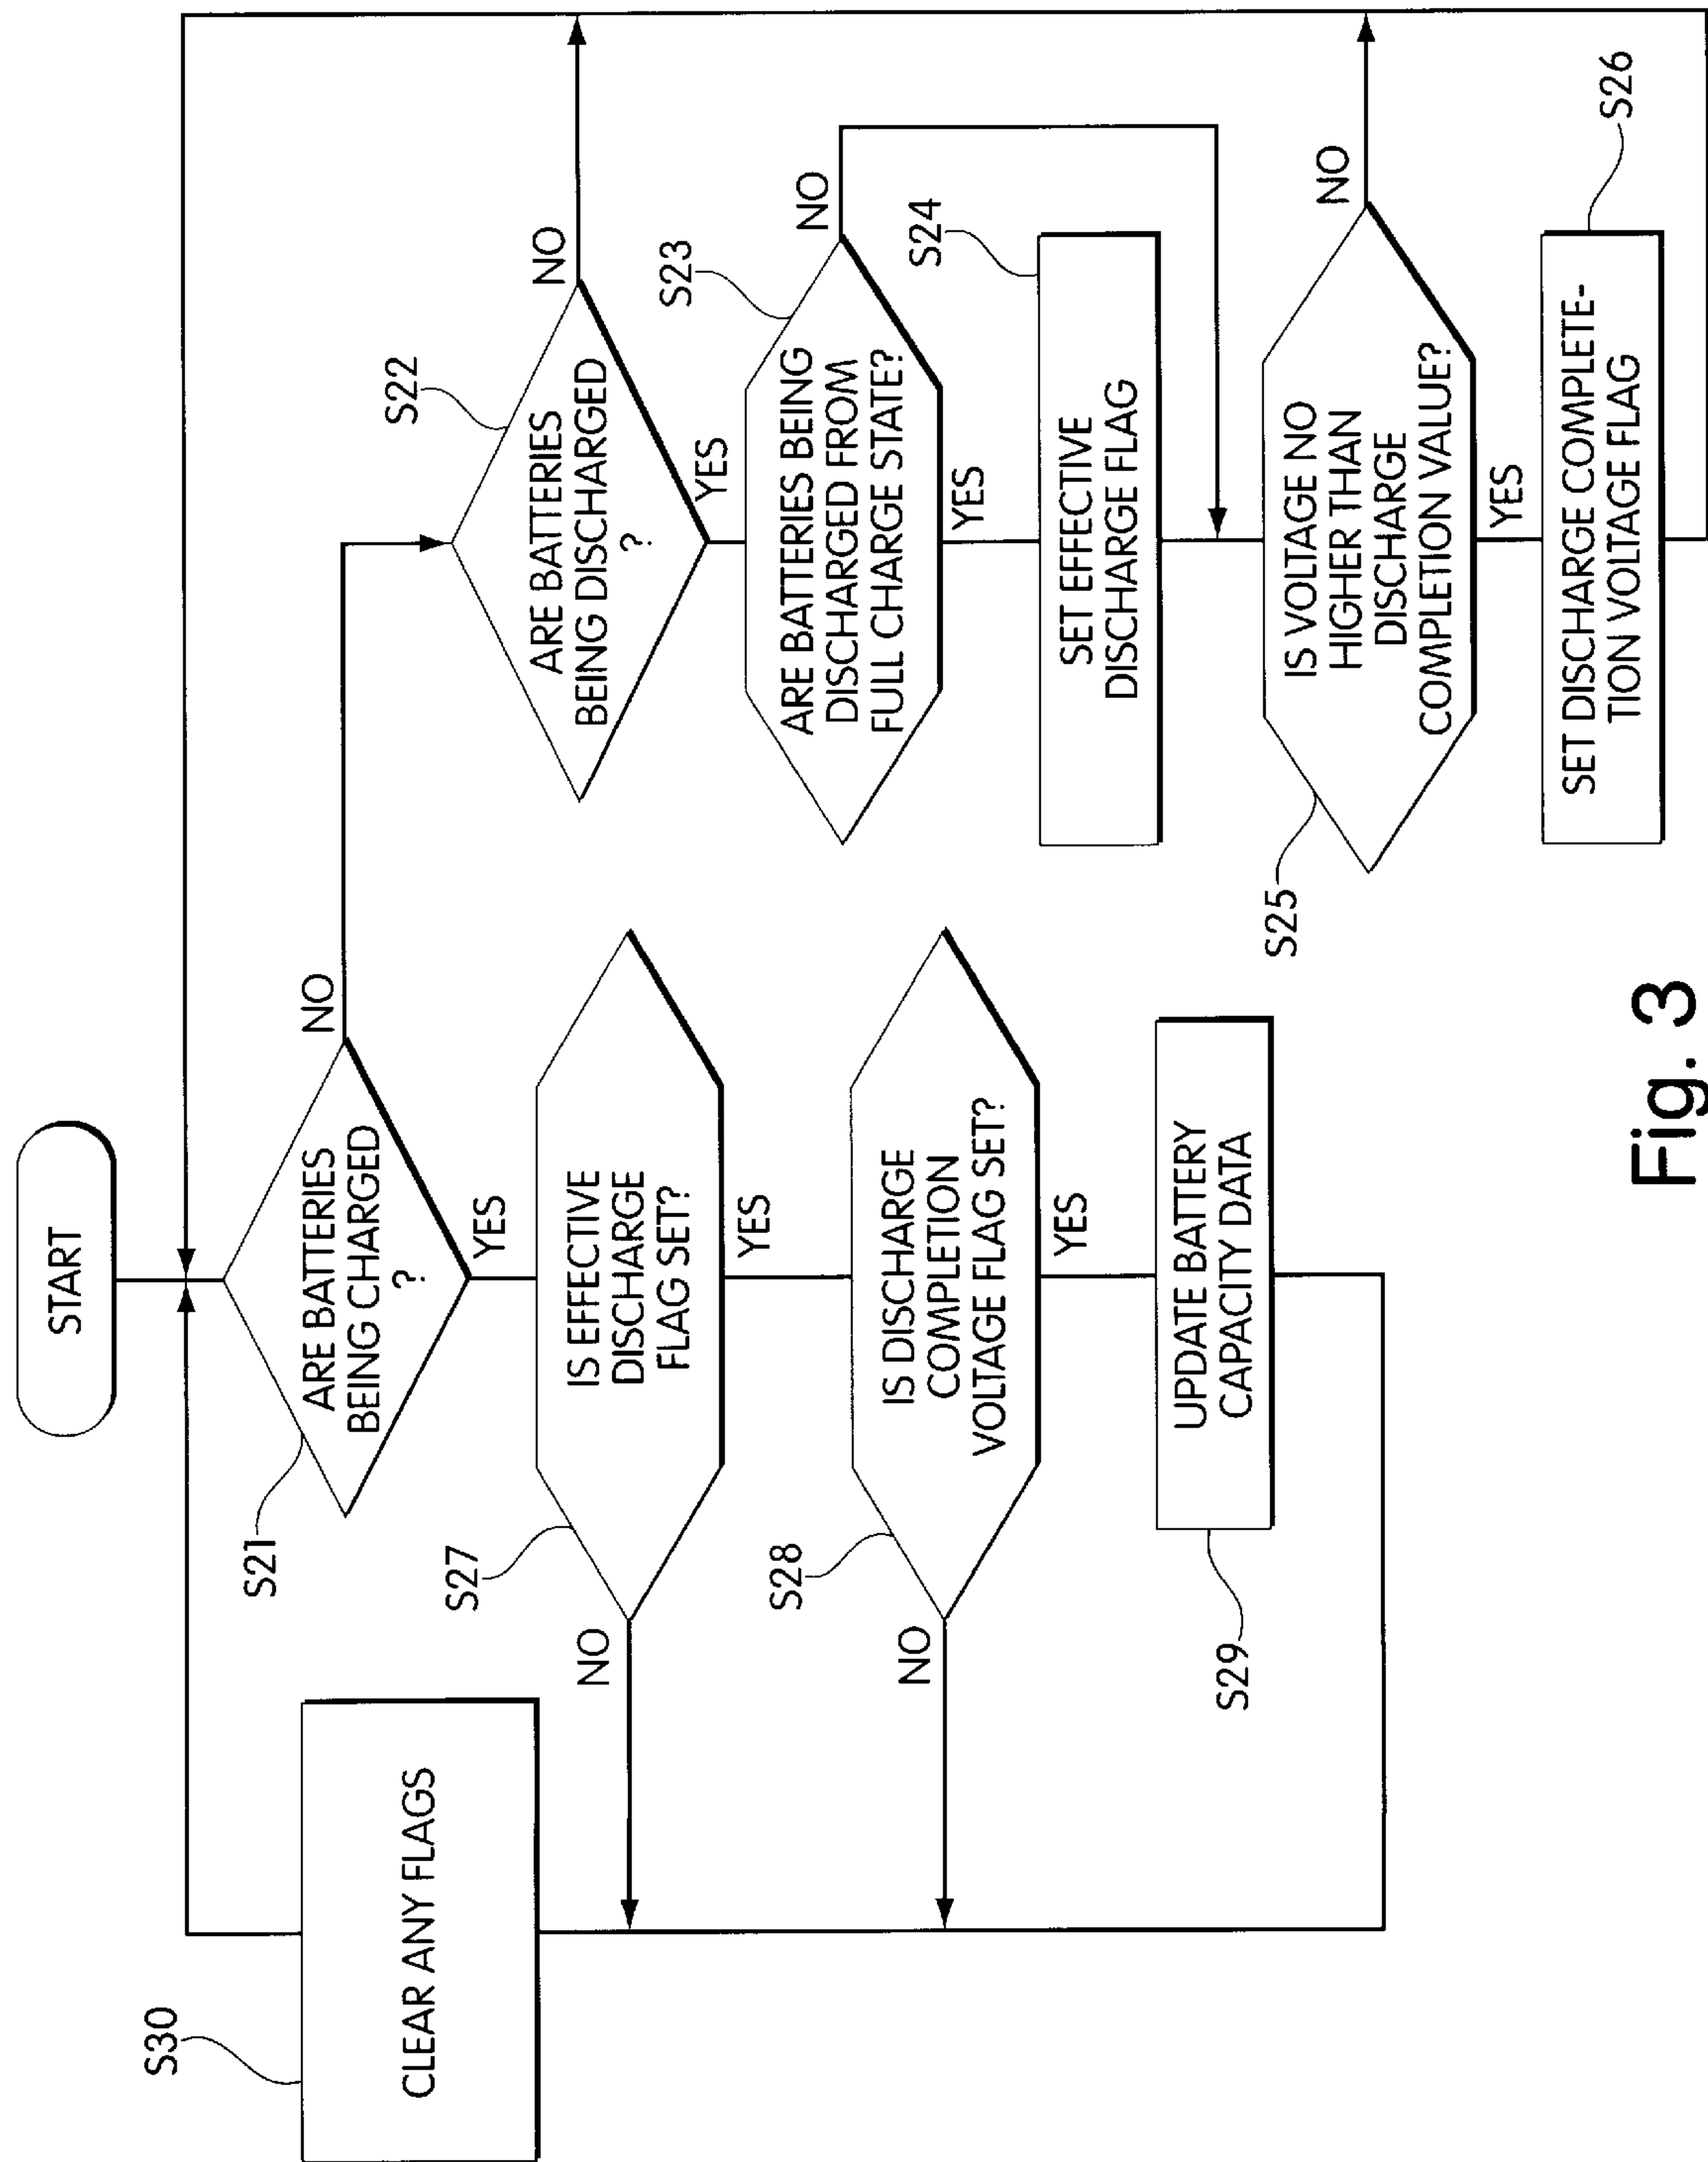 START
S21
ARE BATTERIES
BEING CHARGED
?
NO
YES
S30
CLEAR ANY FLAGS
S27
IS EFFECTIVE
DISCHARGE
FLAG SET?
NO
YES
S28
IS DISCHARGE
COMPLETION
VOLTAGE FLAG SET?
NO
YES
S29
UPDATE BATTERY
CAPACITY DATA
S22
ARE BATTERIES
BEING DISCHARGED
?
NO
YES
S23
ARE BATTERIES BEING
DISCHARGED FROM
FULL CHARGE STATE?
NO
YES
S24
SET EFFECTIVE
DISCHARGE FLAG
S25
IS VOLTAGE NO
HIGHER THAN
DISCHARGE
COMPLETION VALUE?
NO
YES
S26
SET DISCHARGE COMPLETE-
TION VOLTAGE FLAG
Fig. 3